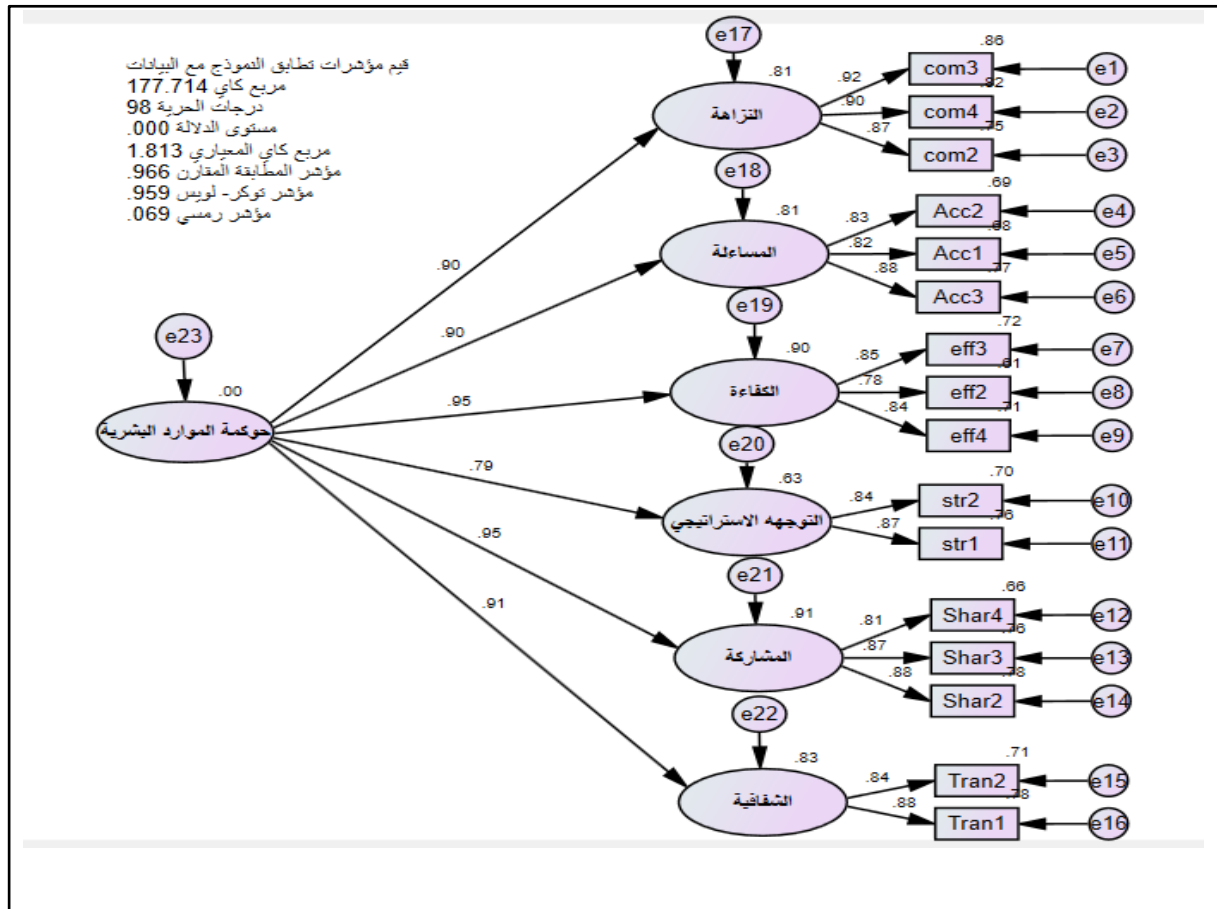 قيم مؤشرات تطابق النموذج مع البيانات
مربع كاي 177.714
درجات الحرية 98
مستوى الدلالة 000.
مربع كاي المعياري 1.813
مؤشر المطابقة المقارن 966.
مؤشر توكر- لويس 959.
مؤشر رمسي 069.
e17
.81
النزاهة
.92
.90
.87
.86
com3
e1
.82
com4
e2
.75
com2
e3
e18
.81
المساءلة
.83
.82
.88
.69
Acc2
e4
.68
Acc1
e5
.77
Acc3
e6
e19
.90
الكفاءة
.85
.78
.84
.72
eff3
e7
.61
eff2
e8
.71
eff4
e9
e20
.63
التوجهه الاستراتيجي
.84
.87
.70
str2
e10
.76
str1
e11
e21
.91
المشاركة
.81
.87
.88
.66
Shar4
e12
.76
Shar3
e13
.78
Shar2
e14
e22
.83
الشفافية
.84
.88
.71
Tran2
e15
.78
Tran1
e16
e23
.00
حوكمة الموارد البشرية
.90
.90
.95
.79
.95
.91